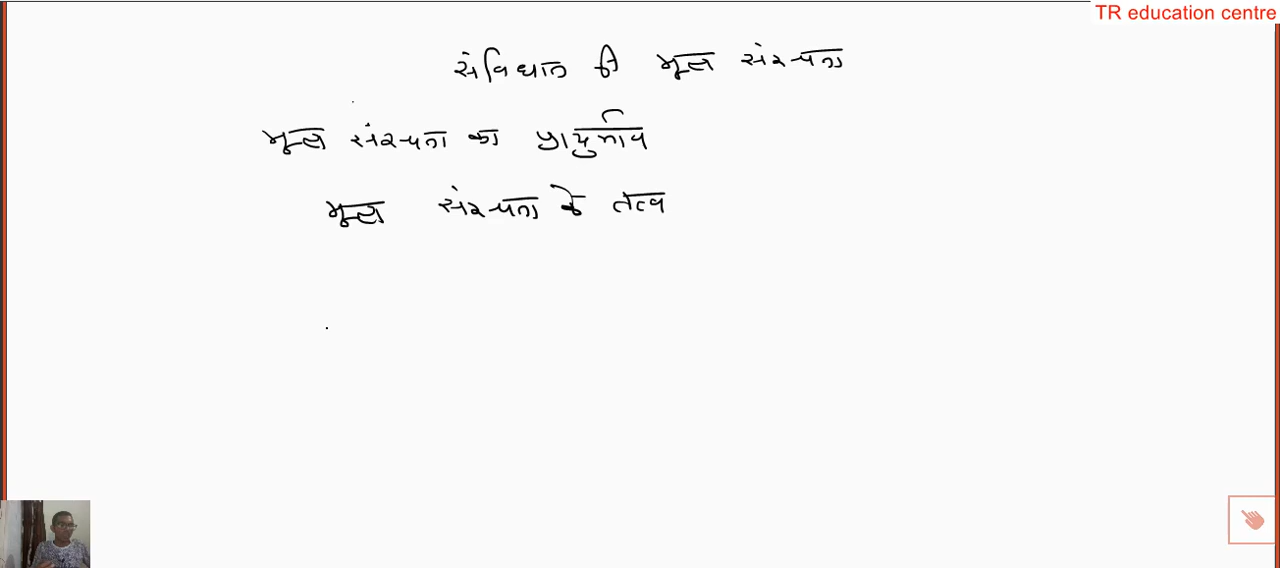 TR education centre
संविधान की मूल संरचना
मूल संरचना का प्रादुर्भाव
मूल संरचना के तत्व